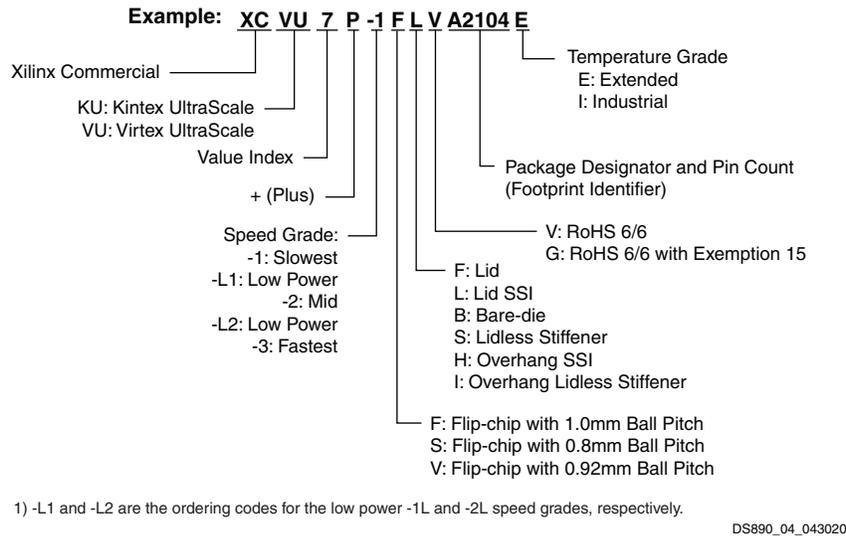 Example: XC VU 7 P -1 F L V A2104 E
Xilinx Commercial
KU: Kintex UltraScale
VU: Virtex UltraScale
Value Index
+ (Plus)
Speed Grade:
-1: Slowest
-L1: Low Power
-2: Mid
-L2: Low Power
-3: Fastest
Temperature Grade
E: Extended
I: Industrial
Package Designator and Pin Count
(Footprint Identifier)
V: RoHS 6/6
G: RoHS 6/6 with Exemption 15
F: Lid
L: Lid SSI
B: Bare-die
S: Lidless Stiffener
H: Overhang SSI
I: Overhang Lidless Stiffener
F: Flip-chip with 1.0mm Ball Pitch
S: Flip-chip with 0.8mm Ball Pitch
V: Flip-chip with 0.92mm Ball Pitch
1) -L1 and -L2 are the ordering codes for the low power -1L and -2L speed grades, respectively.
DS890_04_043020